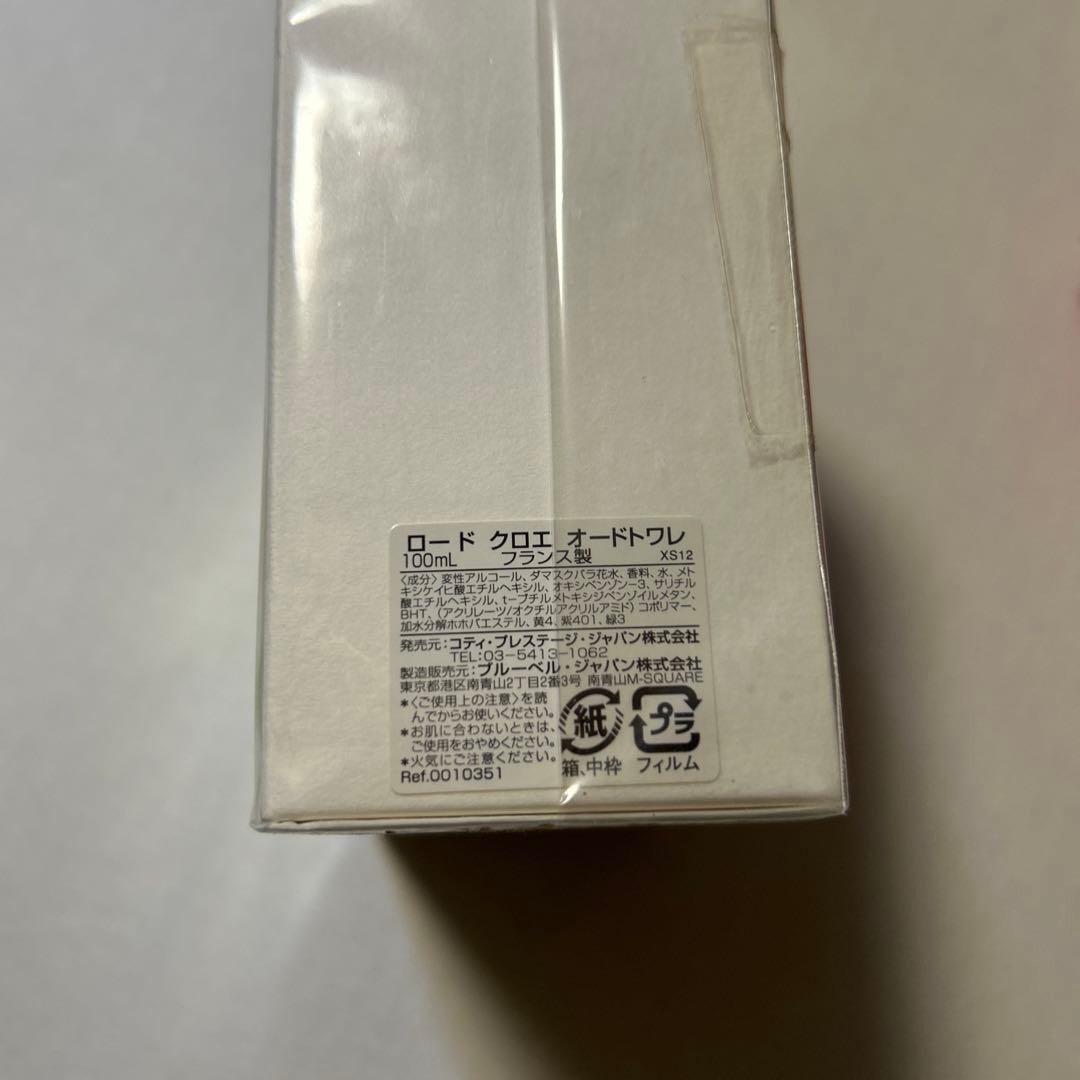 ロード クロエ オードトワレ
100mL フランス製 XS12
〈成分〉変性アルコール、ダマスクバラ花水、香料、水、メト
キシケイヒ酸エチルヘキシル、オキシベンゾン-3、サリチル
酸エチルヘキシル、t-ブチルメトキシジベンゾイルメタン、
BHT、(アクリレーツ/オクチルアクリルアミド)コポリマー、
加水分解ホホバエステル、黄4、紫401、緑3
発売元:コティ・プレステージ・ジャパン株式会社
TEL:03-5413-1062
製造販売元:ブルーベル・ジャパン株式会社
東京都港区南青山2丁目2番3号 南青山M-SQUARE
*〈ご使用上の注意〉を読
んでからお使いください。
*お肌に合わないときは、
ご使用をおやめください。
*火気にご注意ください。
Ref.0010351
紙
箱、中枠
プラ
フィルム